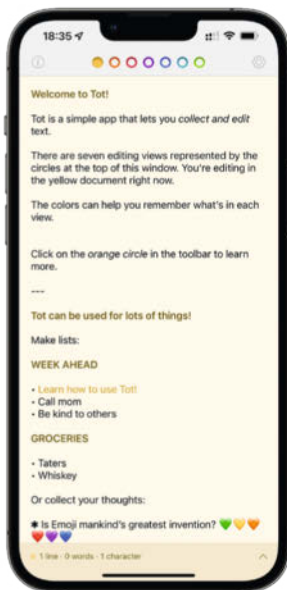 18:35
Welcome to Tot!
Tot is a simple app that lets you collect and edit
text.
There are seven editing views represented by the
circles at the top of this window. You're editing in
the yellow document right now.
The colors can help you remember what's in each
view.
Click on the orange circle in the toolbar to learn
more.
---
Tot can be used for lots of things!
Make lists:
WEEK AHEAD
- Learn how to use Tot!
- Call mom
- Be kind to others
GROCERIES
- Taters
- Whiskey
Or collect your thoughts:
✱ Is Emoji mankind's greatest invention? 💚💛🧡
❤️💜💙
1 line · 0 words · 1 character